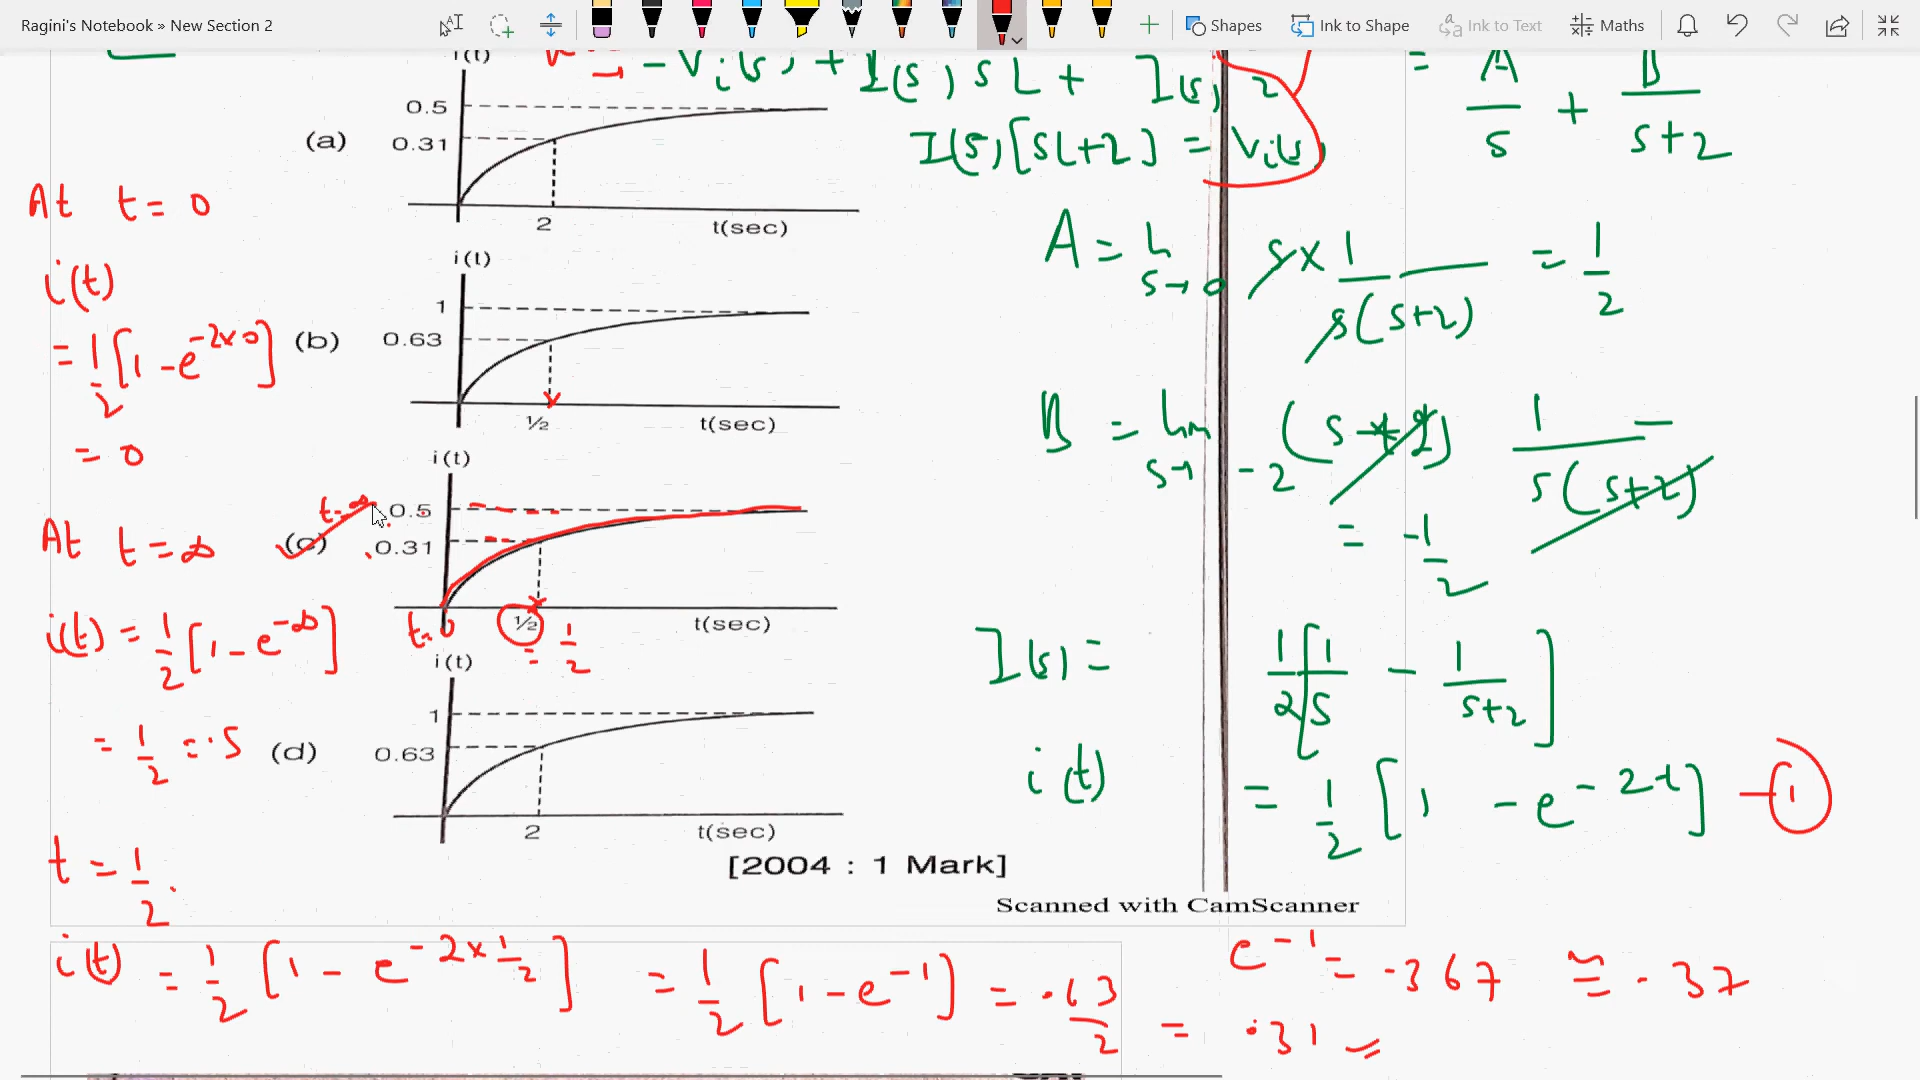 Ragini's Notebook » New Section 2
Shapes
Ink to Shape
Ink to Text
Maths
i(t)
0.5
0.31
(a)
2
t(sec)
i(t)
1
0.63
(b)
½
t(sec)
i(t)
0.5
0.31
(c)
t=∞
t=0
½
= 1/2
t(sec)
i(t)
1
0.63
(d)
2
t(sec)
[2004 : 1 Mark]
Scanned with CamScanner
At t = 0
i(t)
= 1/2 [1 - e^{-2×0}]
= 0
At t = ∞
i(t) = 1/2 [1 - e^{-∞}]
= 1/2 = .5
t = 1/2
i(t) = 1/2 [1 - e^{-2×1/2}] = 1/2 [1 - e^{-1}] = .63/2 = .31
e^{-1} = .367 ≅ .37
- Vi(s) + I(s) sL + I(s) 2
I(s) [sL+2] = Vi(s)
= A/s + B/(s+2)
A = lt s→0 s × 1/(s(s+2)) = 1/2
B = lim s→ -2 (s+2) 1/(s(s+2))
= -1/2
I(s) = 1/2 [1/s - 1/(s+2)]
i(t) = 1/2 [1 - e^{-2t}] - 1